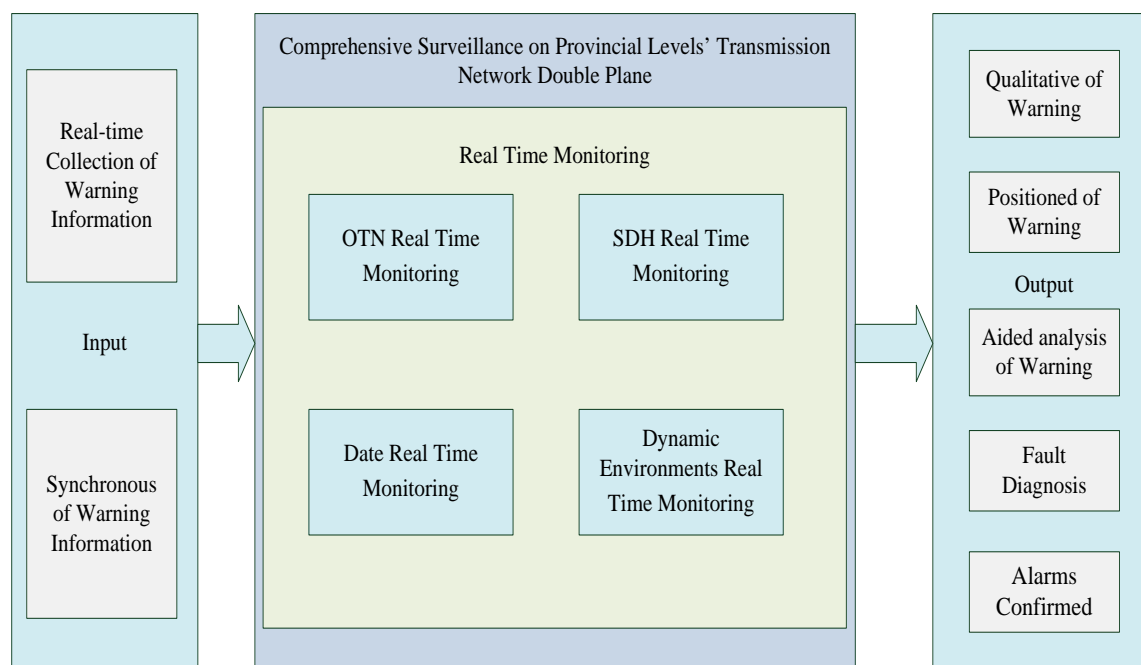 Real-time
Collection of
Warning
Information
Input
Synchronous
of Warning
Information
Comprehensive Surveillance on Provincial Levels’ Transmission
Network Double Plane
Real Time Monitoring
OTN Real Time
Monitoring
SDH Real Time
Monitoring
Date Real Time
Monitoring
Dynamic
Environments Real
Time Monitoring
Qualitative of
Warning
Positioned of
Warning
Output
Aided analysis
of Warning
Fault
Diagnosis
Alarms
Confirmed